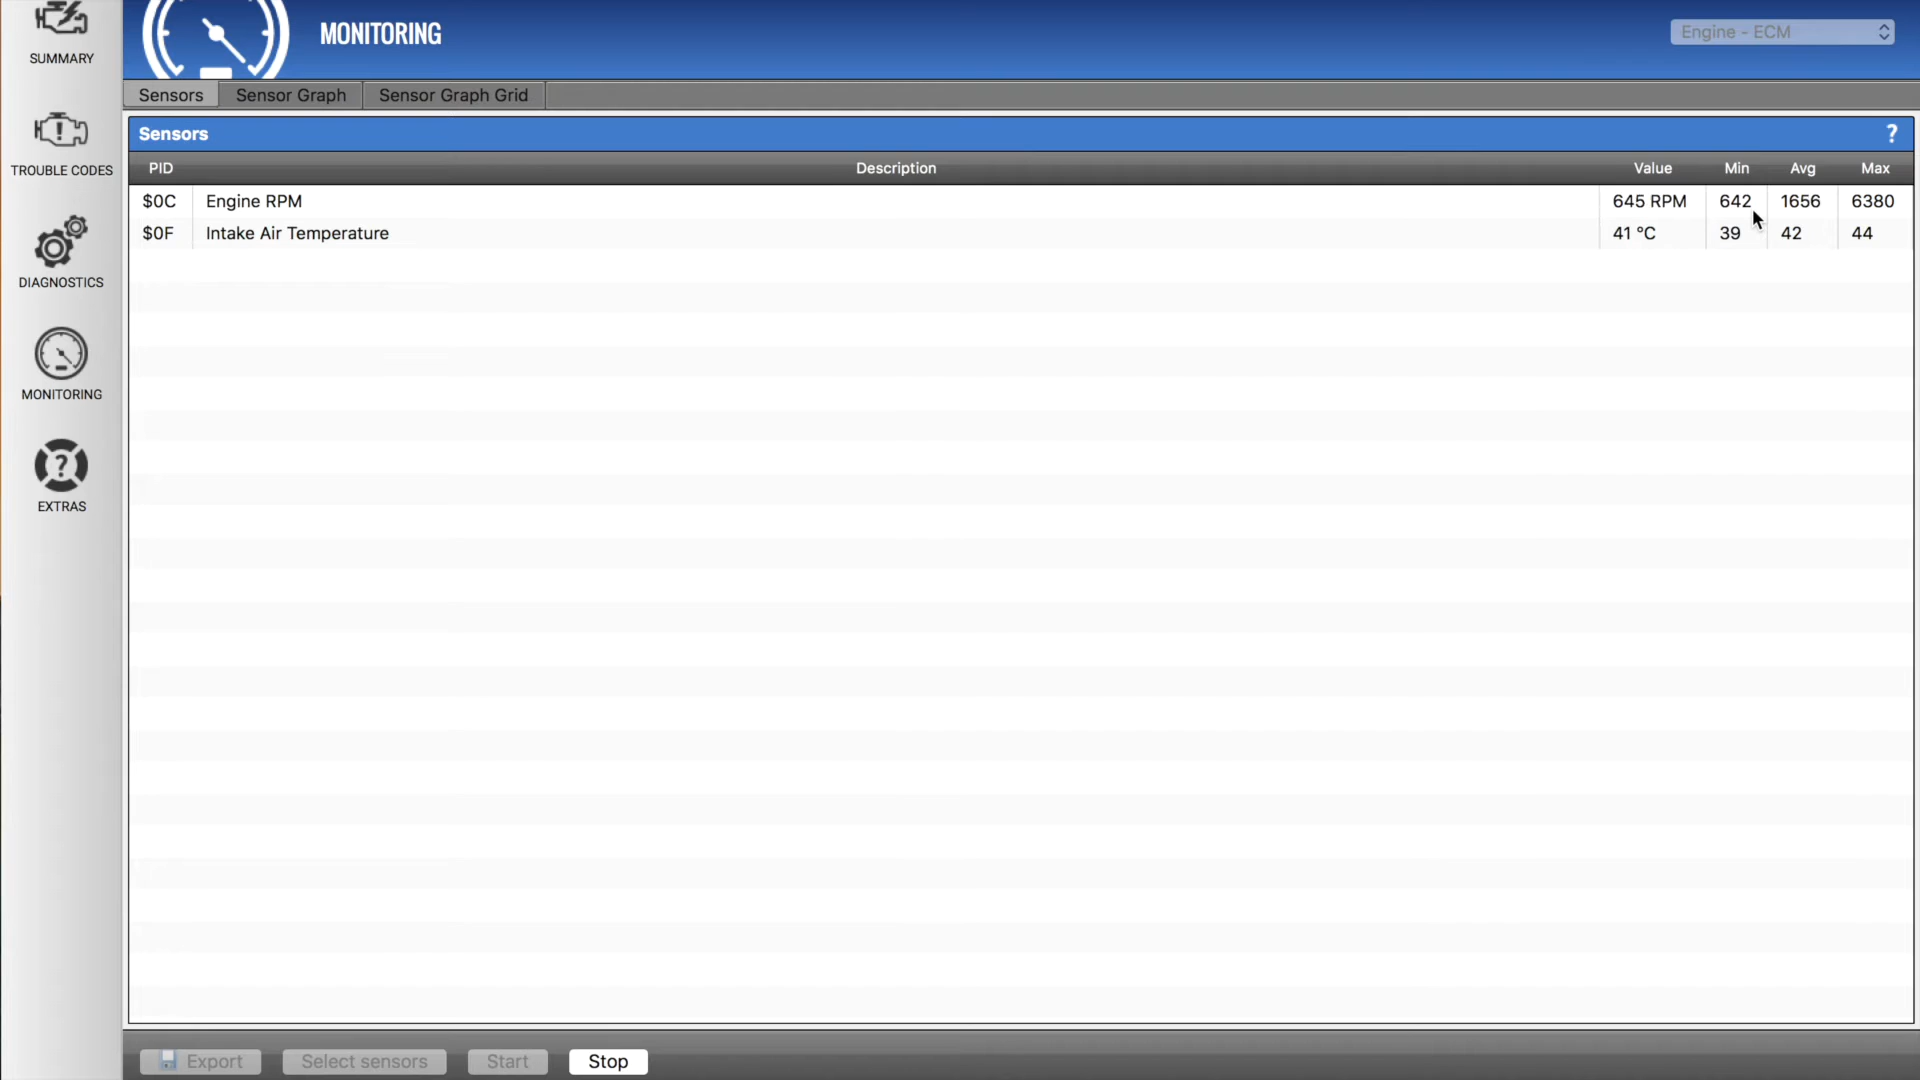 MONITORING
Engine - ECM
SUMMARY
TROUBLE CODES
DIAGNOSTICS
MONITORING
EXTRAS
Sensors Sensor Graph Sensor Graph Grid
Sensors ?
PID Description Value Min Avg Max
$0C Engine RPM 645 RPM 642 1656 6380
$0F Intake Air Temperature 41 °C 39 42 44
Export Select sensors Start Stop